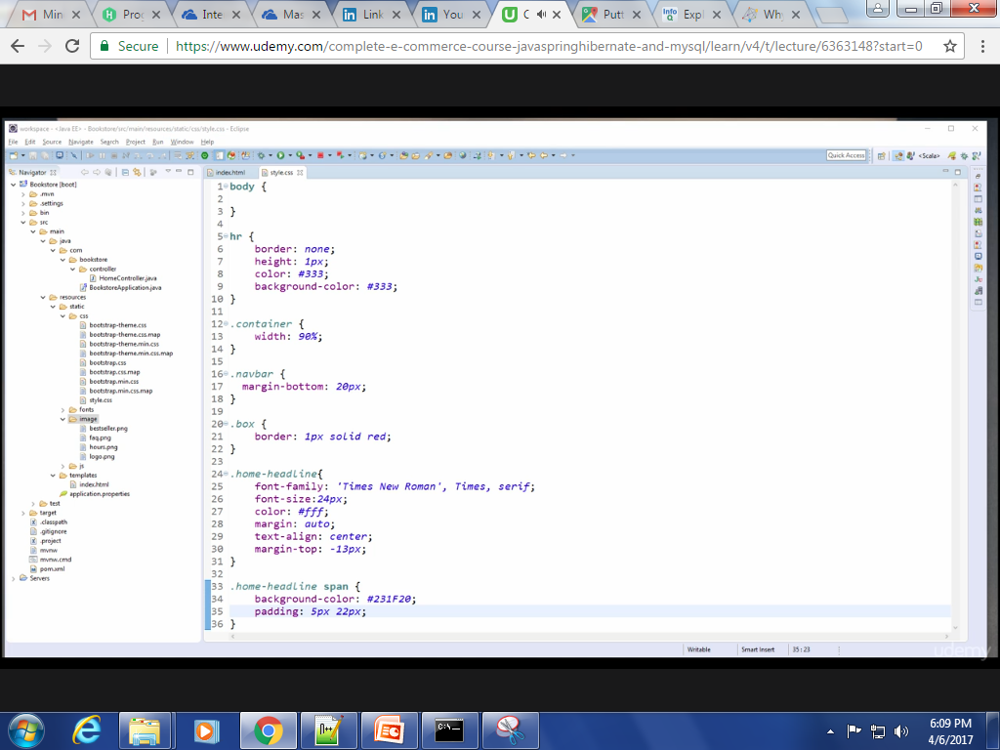 Min
Pro
Inte
Mas
Link
You
C
Putt
Expl
Why
Secure
https://www.udemy.com/complete-e-commerce-course-javaspringhibernate-and-mysql/learn/v4/t/lecture/6363148?start=0
workspace - <Java EE> - Bookstore/src/main/resources/static/css/style.css - Eclipse
File Edit Source Navigate Search Project Run Window Help
Quick Access
<Scala>
Navigator
index.html
style.css
Bookstore [boot]
.mvn
.settings
bin
src
main
java
com
bookstore
controller
HomeController.java
BookstoreApplication.java
resources
static
css
bootstrap-theme.css
bootstrap-theme.css.map
bootstrap-theme.min.css
bootstrap-theme.min.css.map
bootstrap.css
bootstrap.css.map
bootstrap.min.css
bootstrap.min.css.map
style.css
fonts
image
bestseller.png
faq.png
hours.png
logo.png
js
templates
index.html
application.properties
test
target
.classpath
.gitignore
.project
mvnw
mvnw.cmd
pom.xml
Servers
1 body {
2
3 }
4
5 hr {
6 border: none;
7 height: 1px;
8 color: #333;
9 background-color: #333;
10 }
11
12 .container {
13 width: 90%;
14 }
15
16 .navbar {
17 margin-bottom: 20px;
18 }
19
20 .box {
21 border: 1px solid red;
22 }
23
24 .home-headline{
25 font-family: 'Times New Roman', Times, serif;
26 font-size:24px;
27 color: #fff;
28 margin: auto;
29 text-align: center;
30 margin-top: -13px;
31 }
32
33 .home-headline span {
34 background-color: #231F20;
35 padding: 5px 22px;
36 }
Writable
Smart Insert
35 : 23
udemy
6:09 PM
4/6/2017